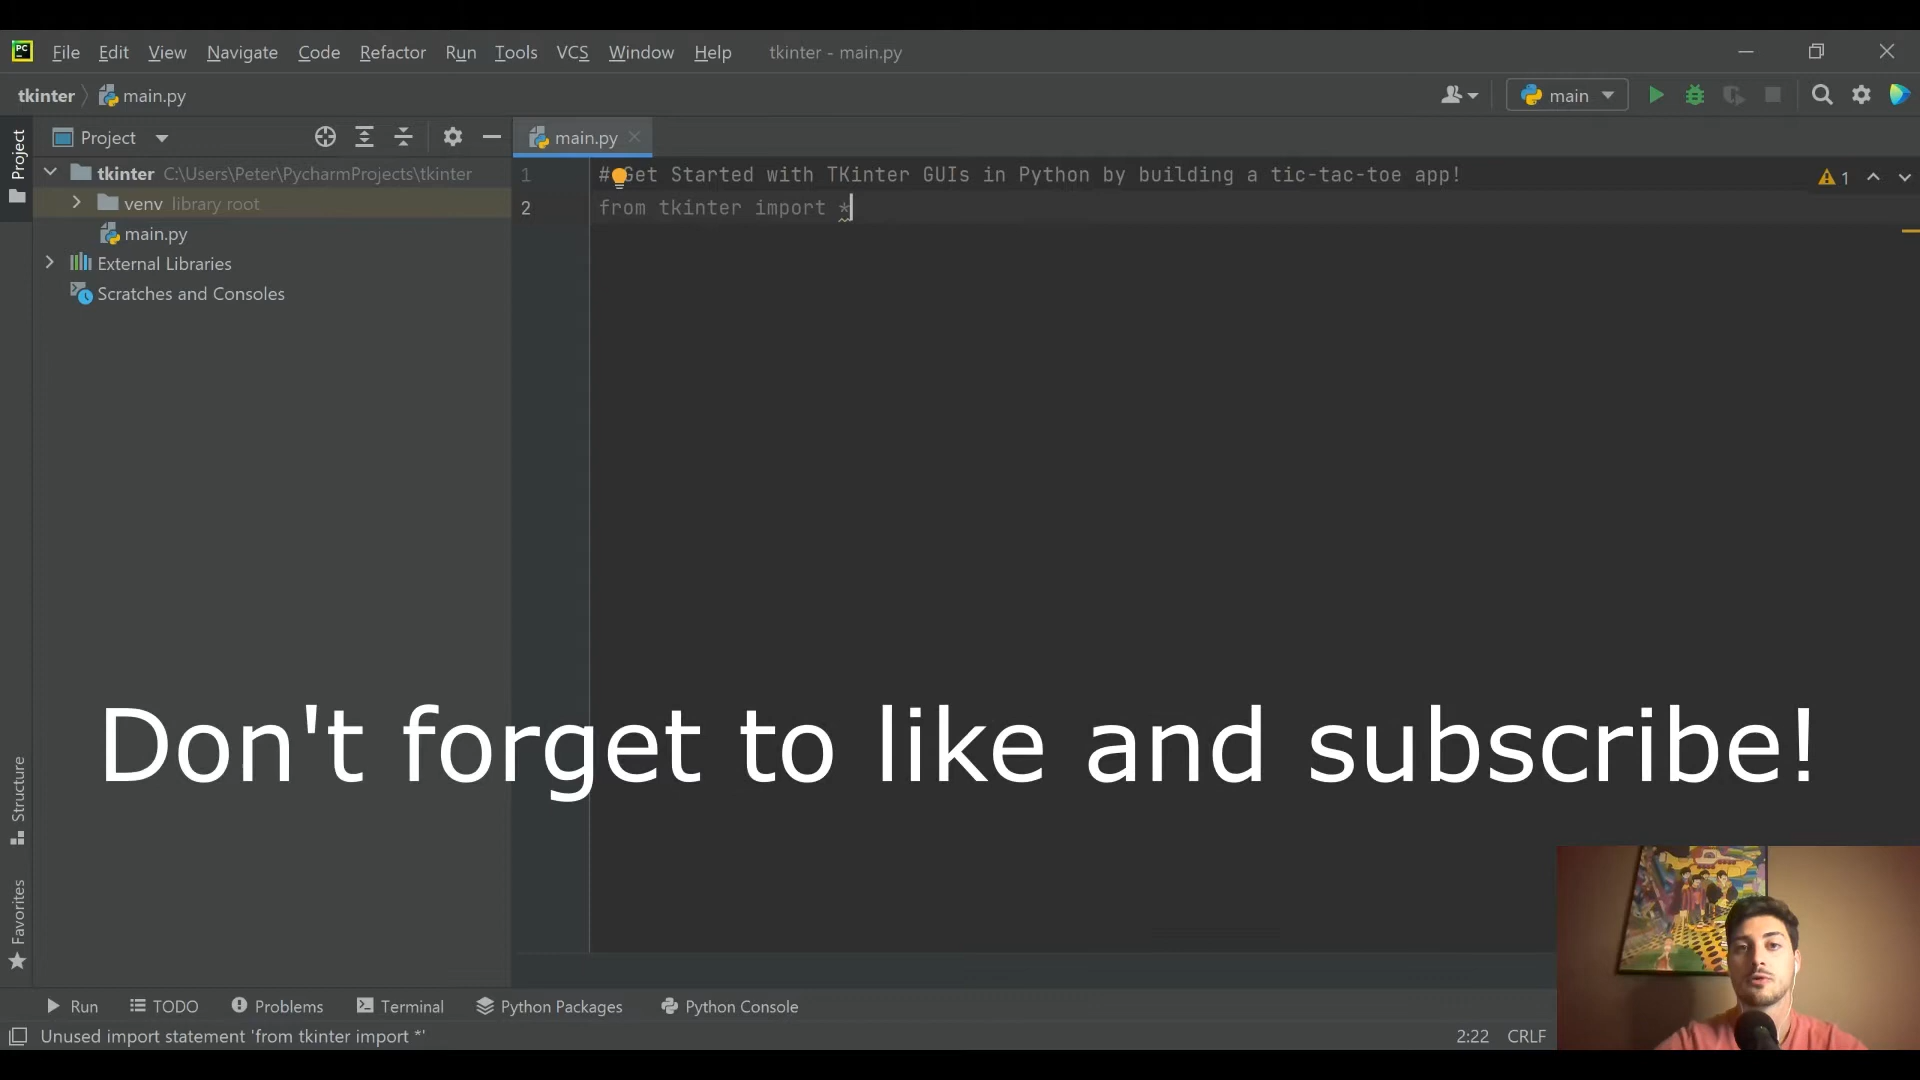 PC
File Edit View Navigate Code Refactor Run Tools VCS Window Help tkinter - main.py
tkinter main.py
main
Project
Project
main.py
tkinter C:\Users\Peter\PycharmProjects\tkinter
venv library root
main.py
External Libraries
Scratches and Consoles
1 # Get Started with TKinter GUIs in Python by building a tic-tac-toe app!
2 from tkinter import *
1
Don't forget to like and subscribe!
Structure
Favorites
Run TODO Problems Terminal Python Packages Python Console
Unused import statement 'from tkinter import *'
2:22 CRLF